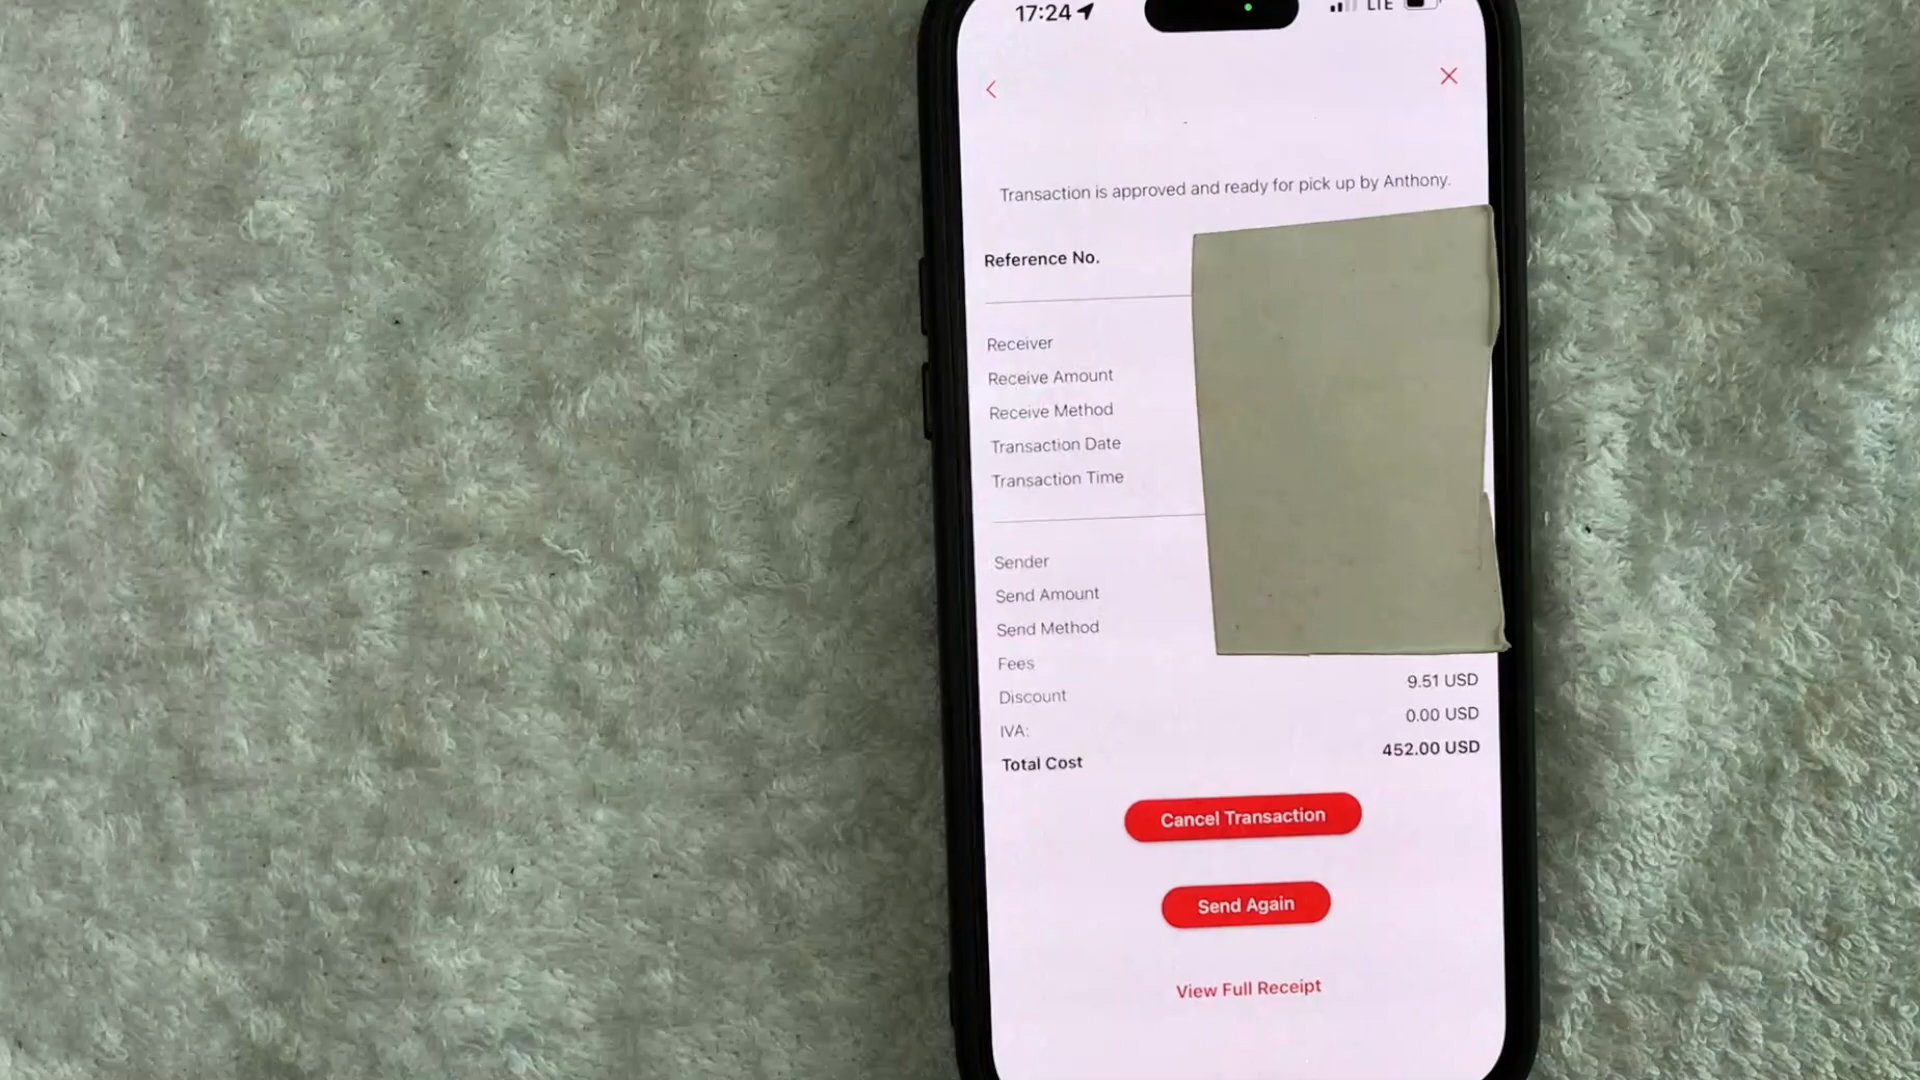 17:24 LTE
Transaction is approved and ready for pick up by Anthony.
Reference No.
Receiver
Receive Amount
Receive Method
Transaction Date
Transaction Time
Sender
Send Amount
Send Method
Fees
Discount 9.51 USD
IVA: 0.00 USD
Total Cost 452.00 USD
Cancel Transaction
Send Again
View Full Receipt